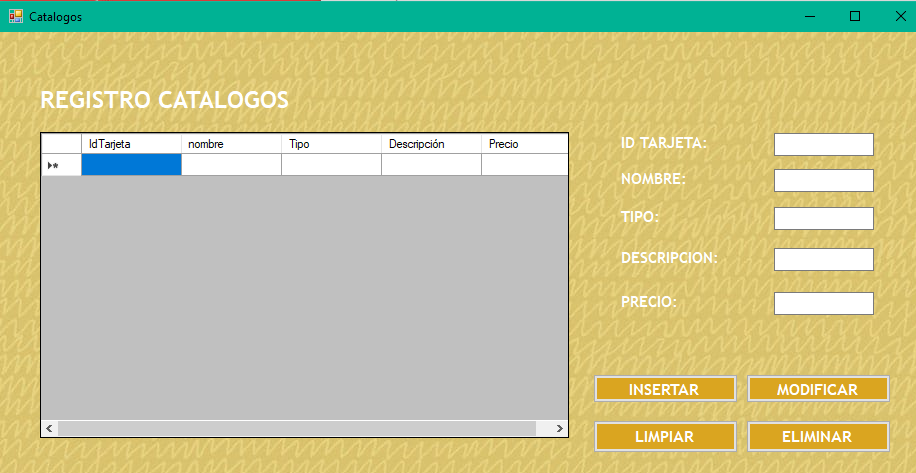 Catalogos
REGISTRO CATALOGOS
IdTarjeta nombre Tipo Descripción Precio
ID TARJETA:
NOMBRE:
TIPO:
DESCRIPCION:
PRECIO:
INSERTAR MODIFICAR
LIMPIAR ELIMINAR